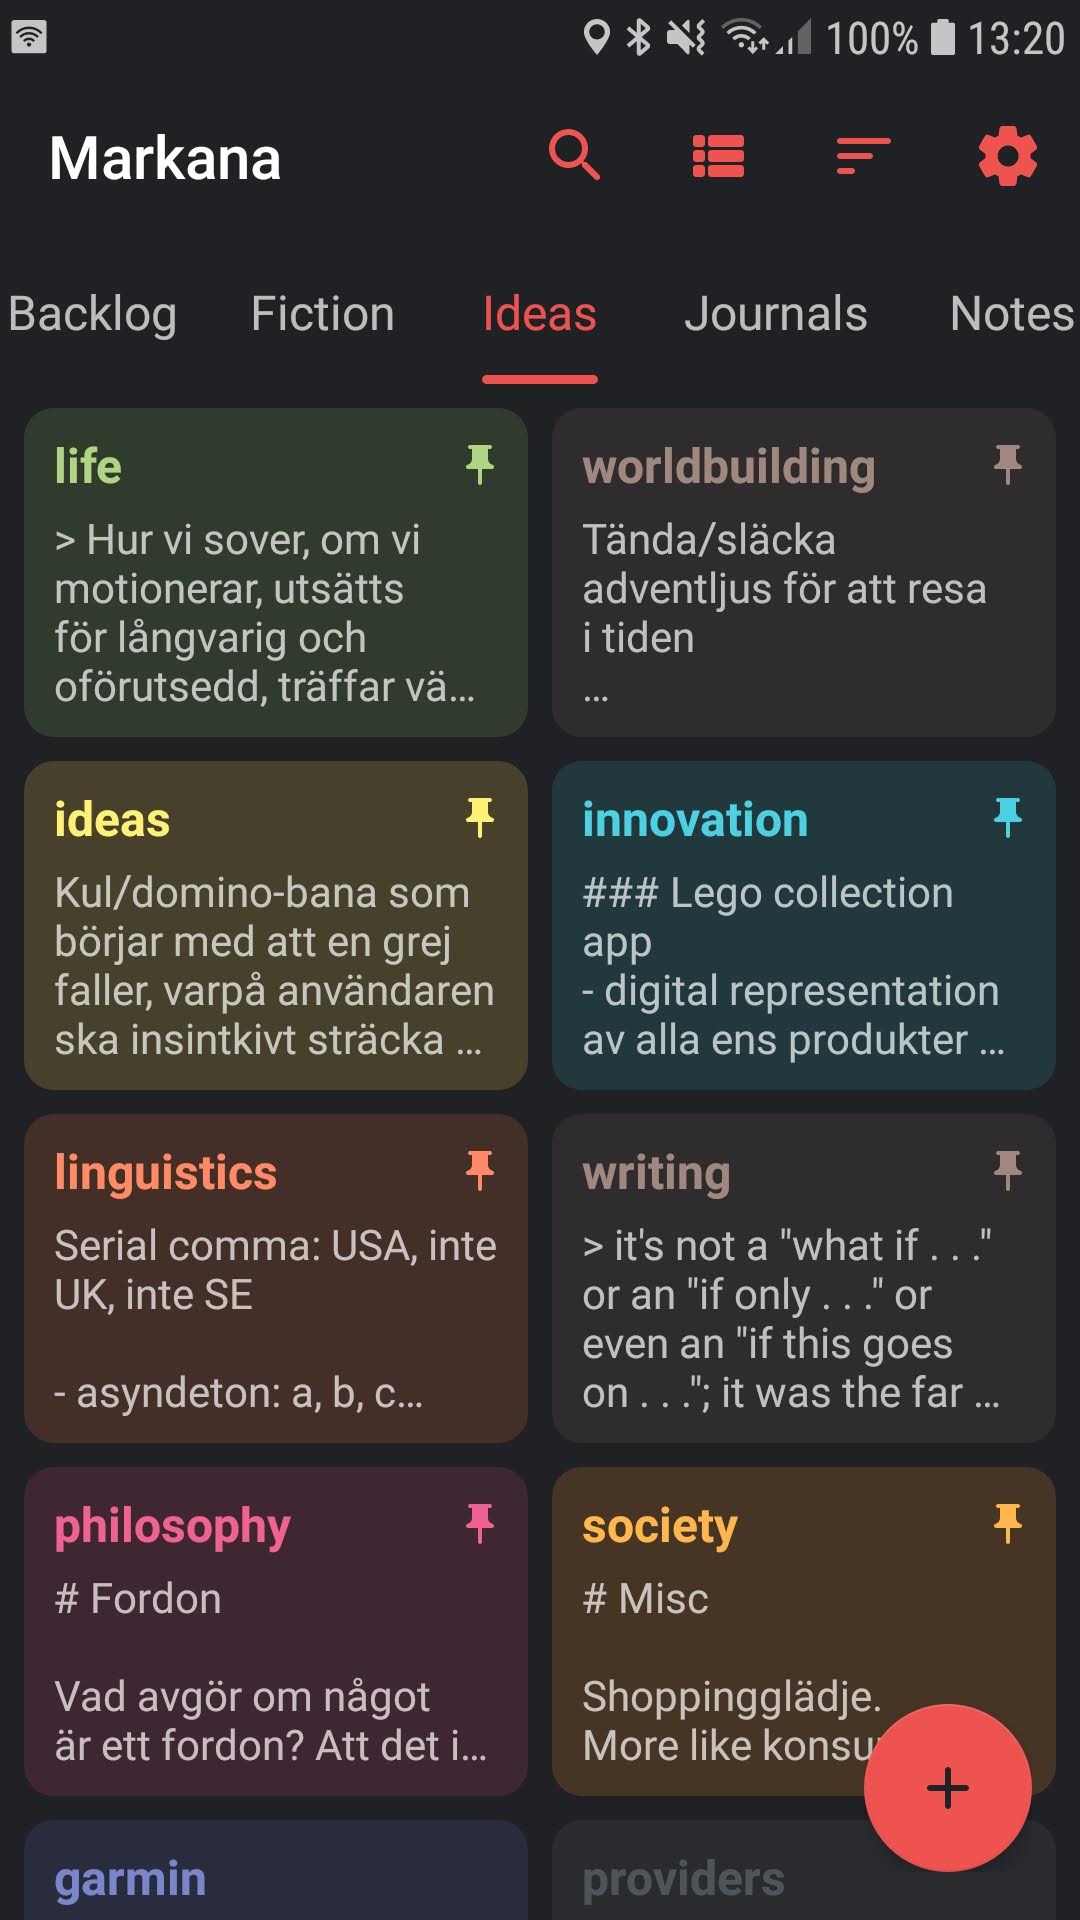 100% 13:20
Markana
Backlog Fiction Ideas Journals Notes
life
> Hur vi sover, om vi
motionerar, utsätts
för långvarig och
oförutsedd, träffar vä…
worldbuilding
Tända/släcka
adventljus för att resa
i tiden
…
ideas
Kul/domino-bana som
börjar med att en grej
faller, varpå användaren
ska insintkivt sträcka …
innovation
### Lego collection
app
- digital representation
av alla ens produkter …
linguistics
Serial comma: USA, inte
UK, inte SE
- asyndeton: a, b, c…
writing
> it's not a "what if . . ."
or an "if only . . ." or
even an "if this goes
on . . ."; it was the far …
philosophy
# Fordon
Vad avgör om något
är ett fordon? Att det i…
society
# Misc
Shoppingglädje.
More like
garmin
providers